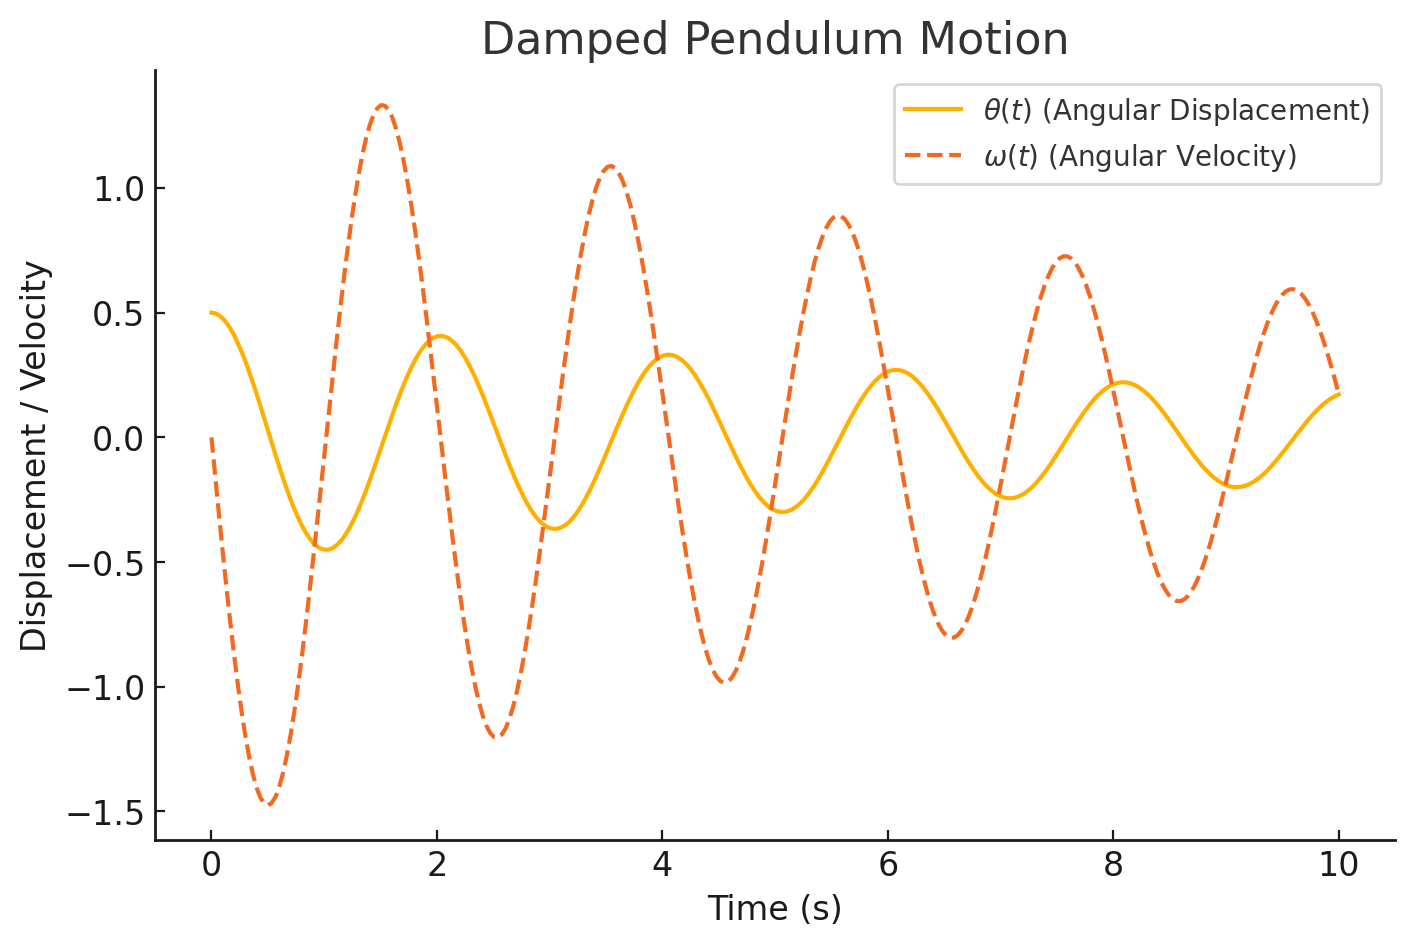 Damped Pendulum Motion
θ(t) (Angular Displacement)
ω(t) (Angular Velocity)
Displacement / Velocity
1.0
0.5
0.0
−0.5
−1.0
−1.5
0 2 4 6 8 10
Time (s)